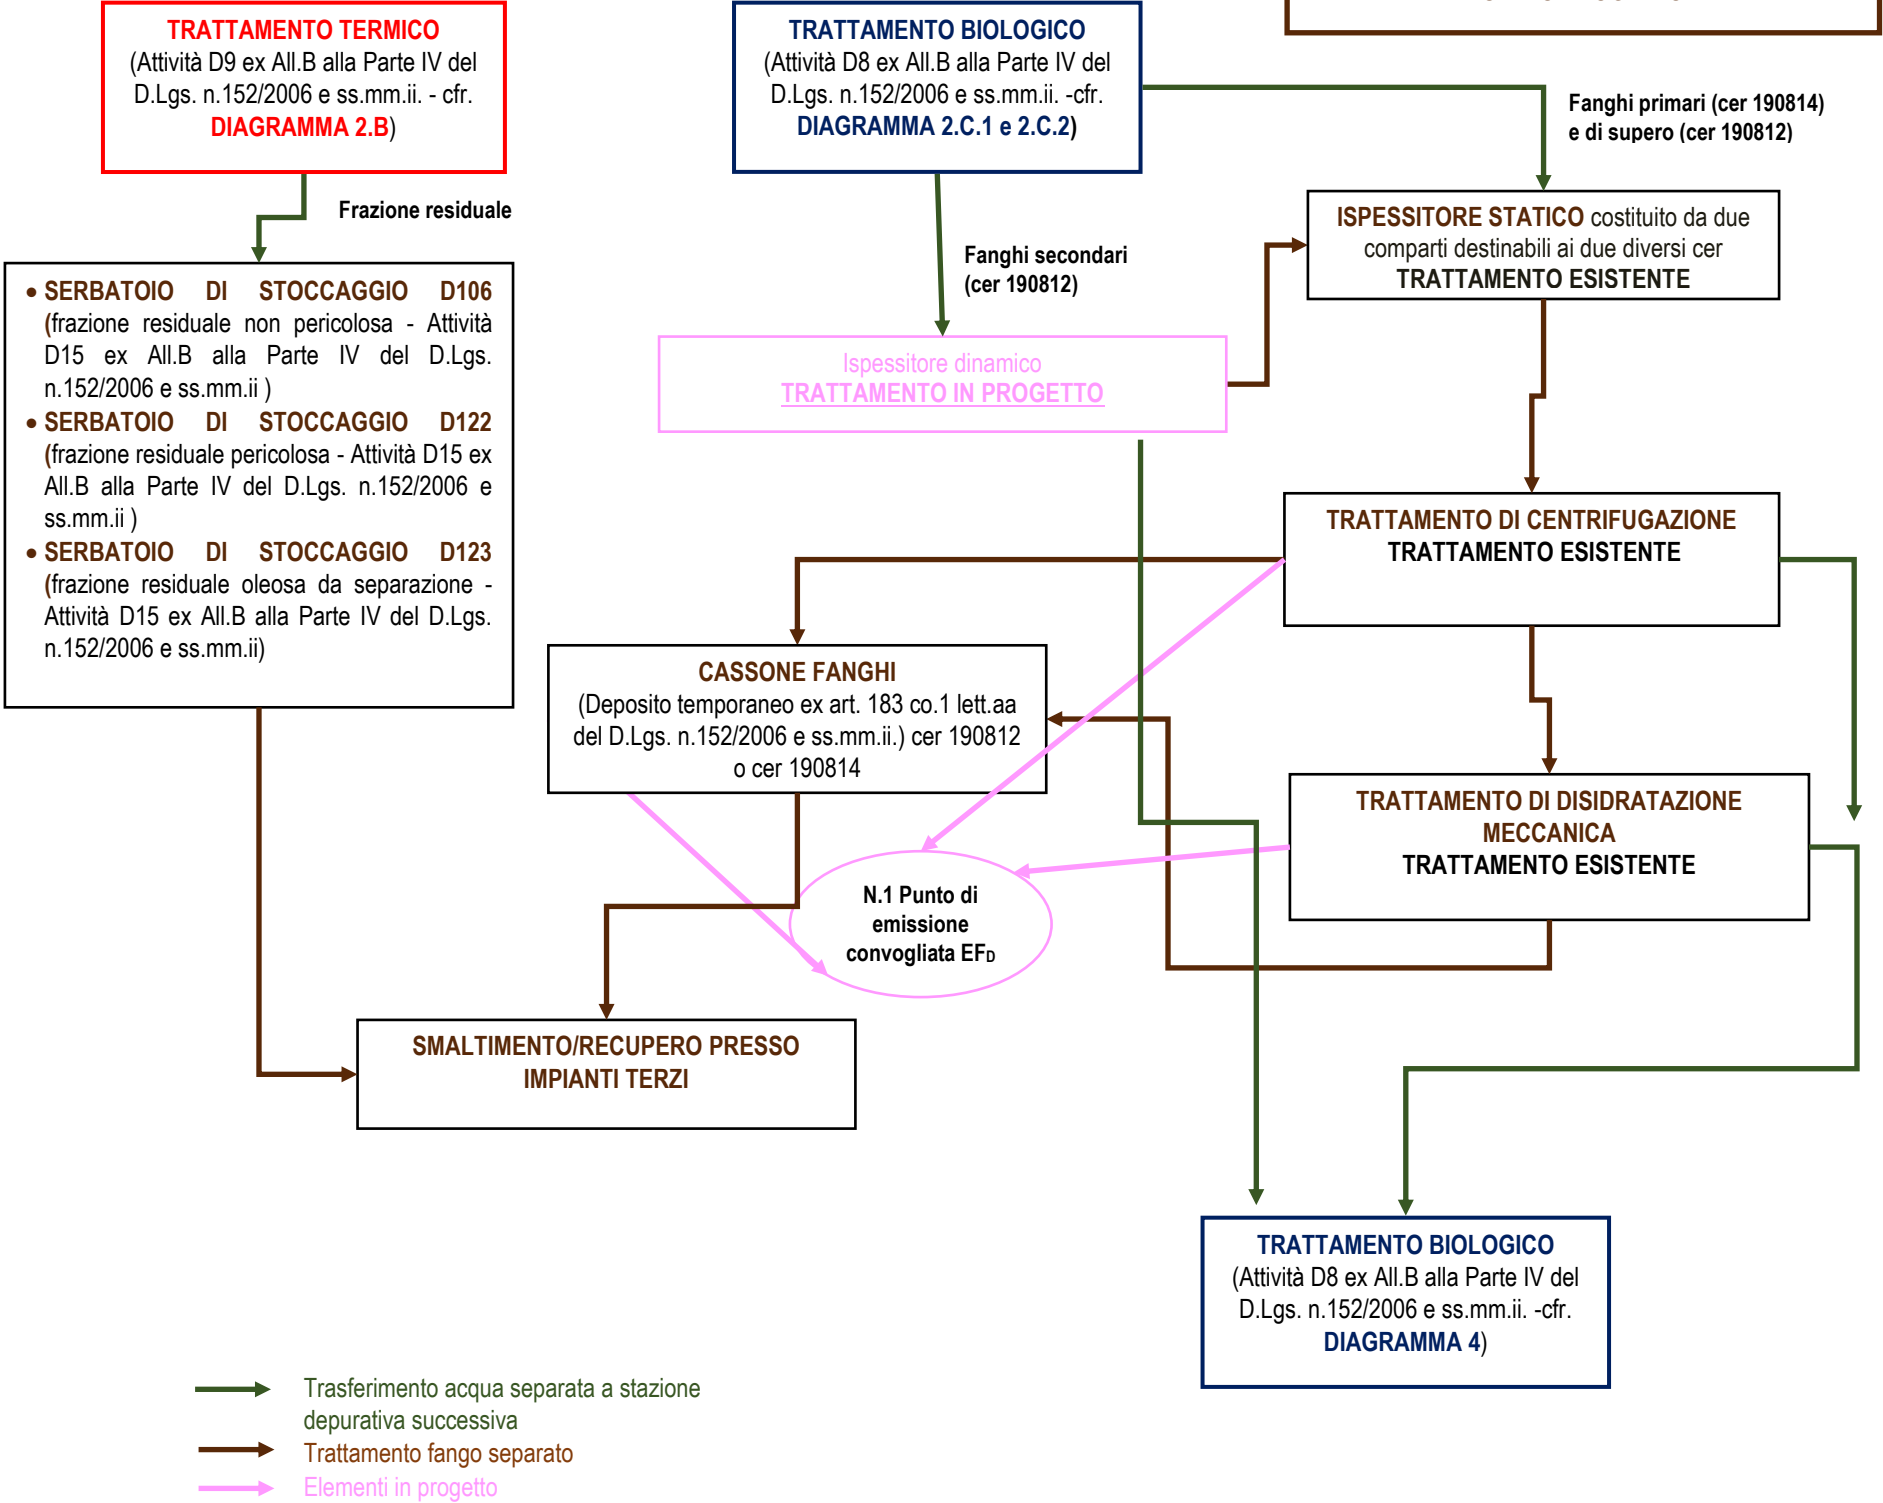 TRATTAMENTO TERMICO
(Attività D9 ex All.B alla Parte IV del
D.Lgs. n.152/2006 e ss.mm.ii. - cfr.
DIAGRAMMA 2.B)
TRATTAMENTO BIOLOGICO
(Attività D8 ex All.B alla Parte IV del
D.Lgs. n.152/2006 e ss.mm.ii. -cfr.
DIAGRAMMA 2.C.1 e 2.C.2)
Fanghi primari (cer 190814)
e di supero (cer 190812)
Frazione residuale
Fanghi secondari
(cer 190812)
ISPESSITORE STATICO costituito da due
comparti destinabili ai due diversi cer
TRATTAMENTO ESISTENTE
• SERBATOIO DI STOCCAGGIO D106
(frazione residuale non pericolosa - Attività
D15 ex All.B alla Parte IV del D.Lgs.
n.152/2006 e ss.mm.ii )
• SERBATOIO DI STOCCAGGIO D122
(frazione residuale pericolosa - Attività D15 ex
All.B alla Parte IV del D.Lgs. n.152/2006 e
ss.mm.ii )
• SERBATOIO DI STOCCAGGIO D123
(frazione residuale oleosa da separazione -
Attività D15 ex All.B alla Parte IV del D.Lgs.
n.152/2006 e ss.mm.ii)
Ispessitore dinamico
TRATTAMENTO IN PROGETTO
TRATTAMENTO DI CENTRIFUGAZIONE
TRATTAMENTO ESISTENTE
CASSONE FANGHI
(Deposito temporaneo ex art. 183 co.1 lett.aa
del D.Lgs. n.152/2006 e ss.mm.ii.) cer 190812
o cer 190814
TRATTAMENTO DI DISIDRATAZIONE
MECCANICA
TRATTAMENTO ESISTENTE
N.1 Punto di
emissione
convogliata EFD
SMALTIMENTO/RECUPERO PRESSO
IMPIANTI TERZI
TRATTAMENTO BIOLOGICO
(Attività D8 ex All.B alla Parte IV del
D.Lgs. n.152/2006 e ss.mm.ii. -cfr.
DIAGRAMMA 4)
Trasferimento acqua separata a stazione
depurativa successiva
Trattamento fango separato
Elementi in progetto